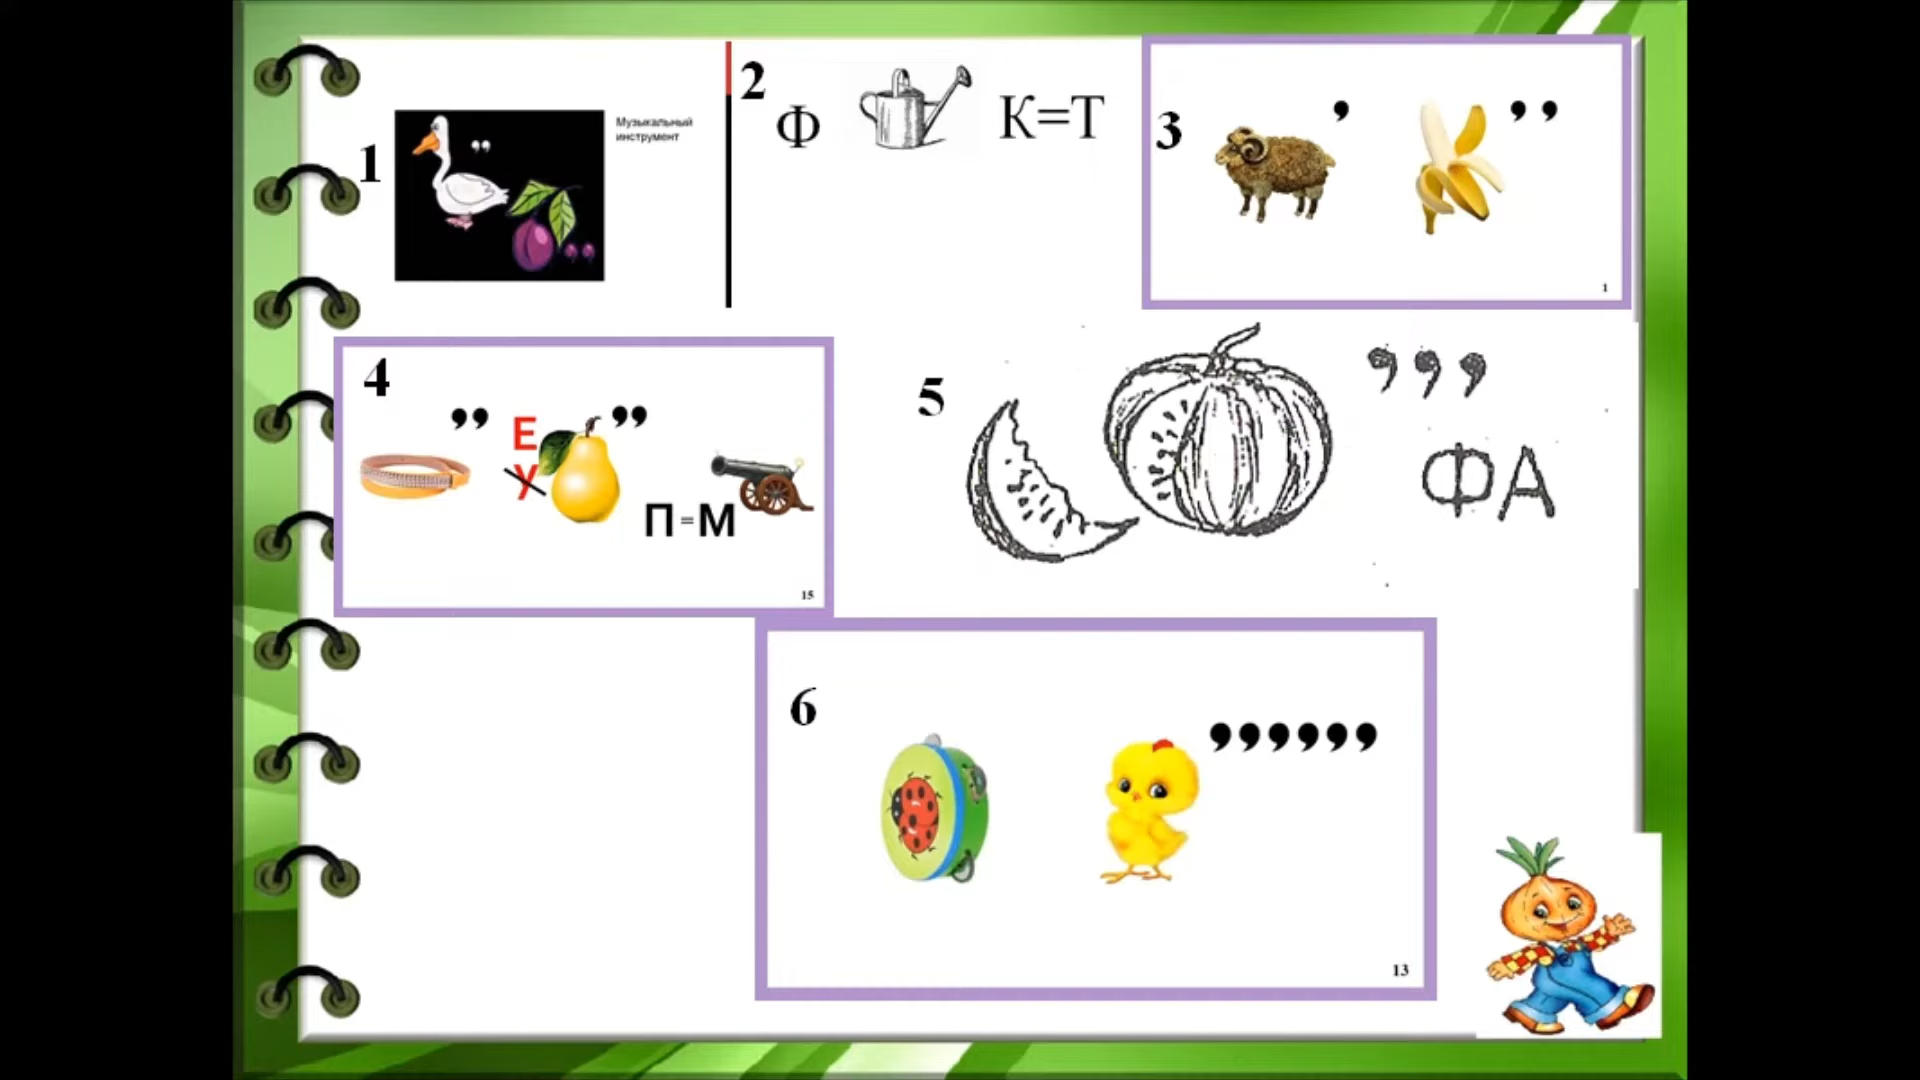 1
Музыкальный
инструмент
,,
,,
2
Ф
К=Т
3
,
,,
1
4
,,
Е
У
,,
П=М
15
5
,,,
ФА
6
,,,,,,
13